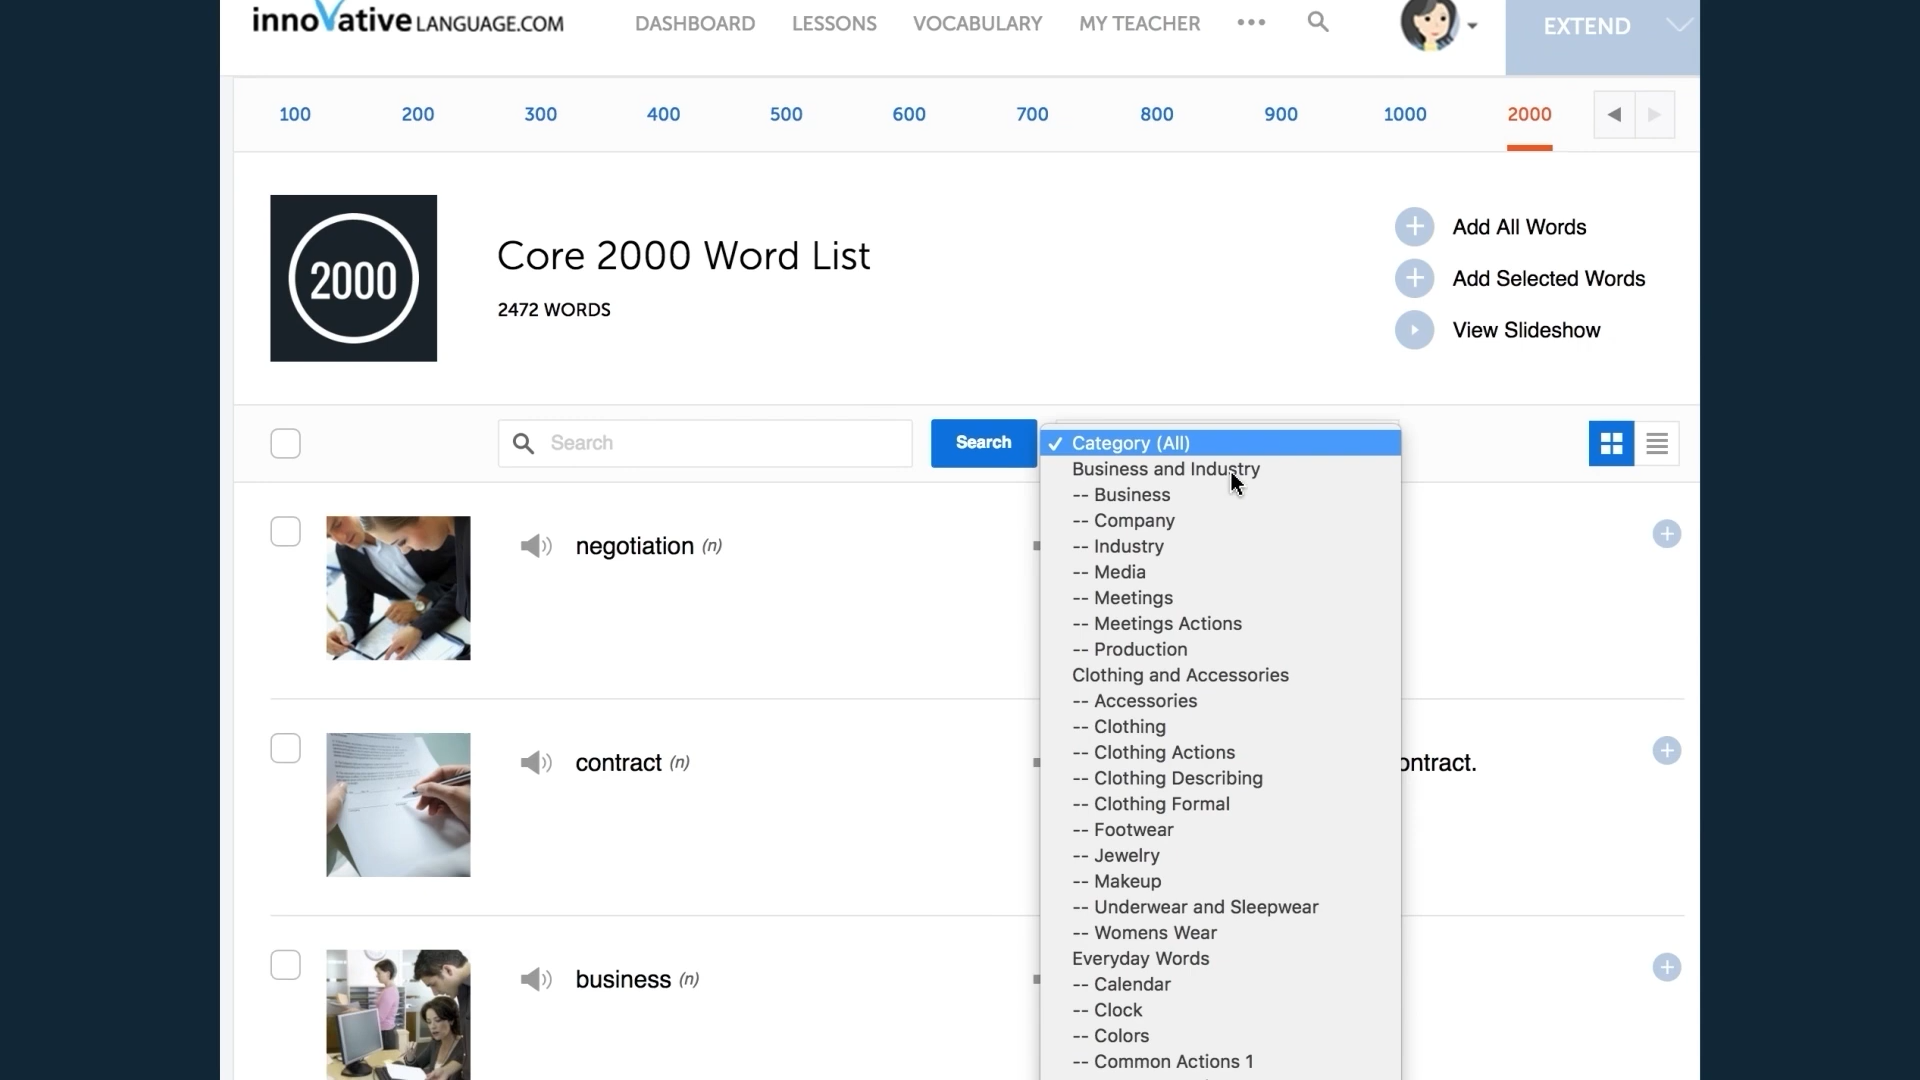 innoVative LANGUAGE.COM
DASHBOARD
LESSONS
VOCABULARY
MY TEACHER
EXTEND
100
200
300
400
500
600
700
800
900
1000
2000
2000
Core 2000 Word List
2472 WORDS
Add All Words
Add Selected Words
View Slideshow
Search
Search
Category (All)
Business and Industry
-- Business
-- Company
-- Industry
-- Media
-- Meetings
-- Meetings Actions
-- Production
Clothing and Accessories
-- Accessories
-- Clothing
-- Clothing Actions
-- Clothing Describing
-- Clothing Formal
-- Footwear
-- Jewelry
-- Makeup
-- Underwear and Sleepwear
-- Womens Wear
Everyday Words
-- Calendar
-- Clock
-- Colors
-- Common Actions 1
negotiation (n)
contract (n)
ontract.
business (n)